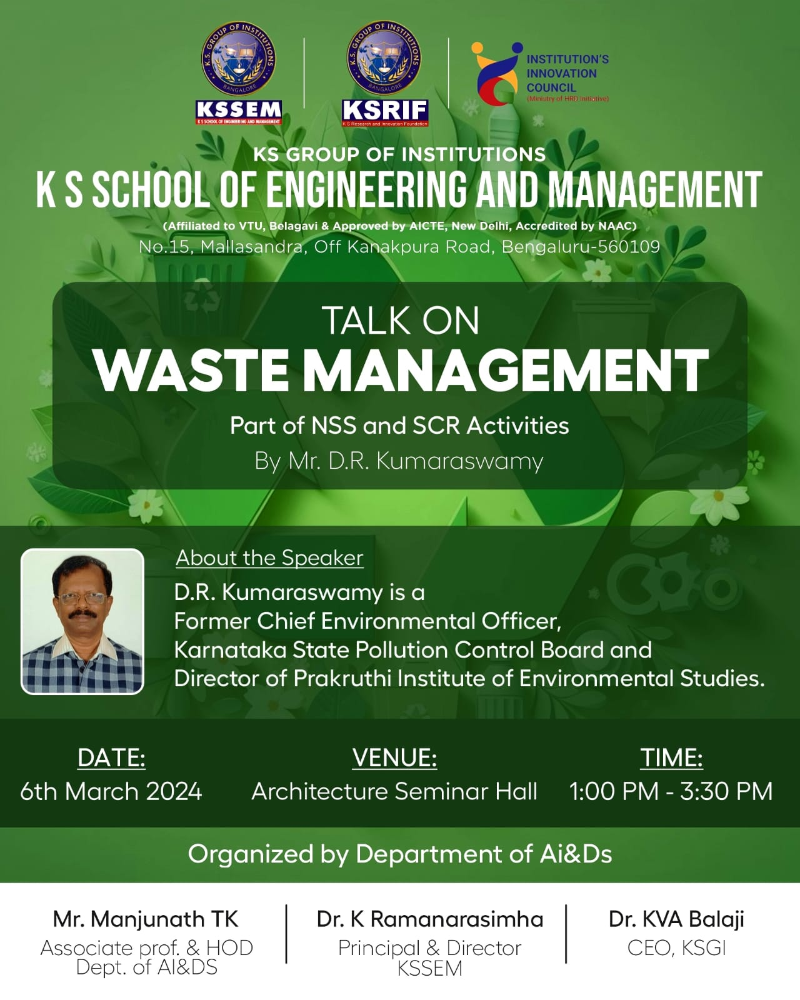 K.S. GROUP OF INSTITUTIONS
BANGALORE
KSSEM
K S SCHOOL OF ENGINEERING AND MANAGEMENT
K.S. GROUP OF INSTITUTIONS
BANGALORE
KSRIF
K S Research and Innovation Foundation
INSTITUTION'S
INNOVATION
COUNCIL
(Ministry of HRD Initiative)
KS GROUP OF INSTITUTIONS
K S SCHOOL OF ENGINEERING AND MANAGEMENT
(Affiliated to VTU, Belagavi & Approved by AICTE, New Delhi, Accredited by NAAC)
No.15, Mallasandra, Off Kanakpura Road, Bengaluru-560109
TALK ON
WASTE MANAGEMENT
Part of NSS and SCR Activities
By Mr. D.R. Kumaraswamy
About the Speaker
D.R. Kumaraswamy is a
Former Chief Environmental Officer,
Karnataka State Pollution Control Board and
Director of Prakruthi Institute of Environmental Studies.
DATE:
6th March 2024
VENUE:
Architecture Seminar Hall
TIME:
1:00 PM - 3:30 PM
Organized by Department of Ai&Ds
Mr. Manjunath TK
Associate prof. & HOD
Dept. of AI&DS
Dr. K Ramanarasimha
Principal & Director
KSSEM
Dr. KVA Balaji
CEO, KSGI